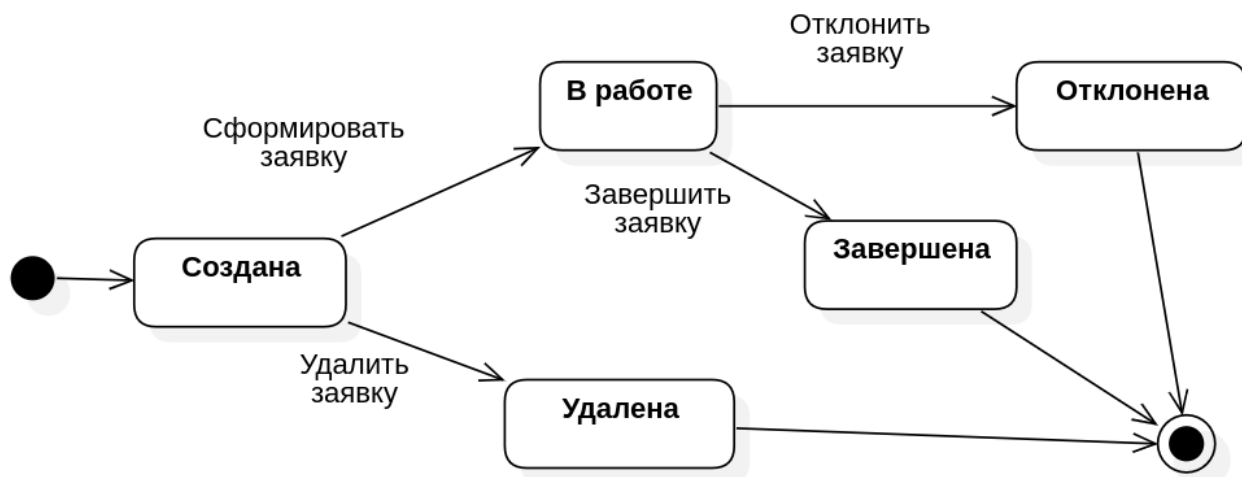 Отклонить
заявку
В работе
Отклонена
Сформировать
заявку
Завершить
заявку
Завершена
Создана
Удалить
заявку
Удалена